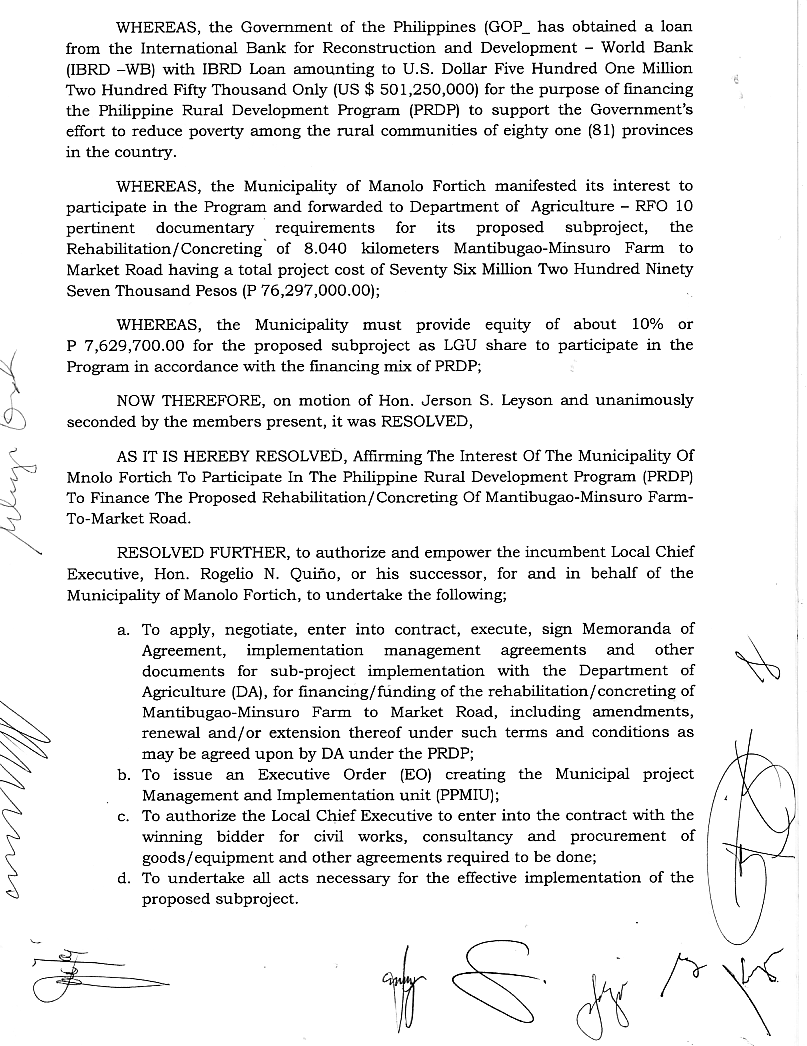 WHEREAS, the Government of the Philippines (GOP_ has obtained a loan
from the International Bank for Reconstruction and Development – World Bank
(IBRD –WB) with IBRD Loan amounting to U.S. Dollar Five Hundred One Million
Two Hundred Fifty Thousand Only (US $ 501,250,000) for the purpose of financing
the Philippine Rural Development Program (PRDP) to support the Government's
effort to reduce poverty among the rural communities of eighty one (81) provinces
in the country.
WHEREAS, the Municipality of Manolo Fortich manifested its interest to
participate in the Program and forwarded to Department of Agriculture – RFO 10
pertinent documentary requirements for its proposed subproject, the
Rehabilitation/Concreting of 8.040 kilometers Mantibugao-Minsuro Farm to
Market Road having a total project cost of Seventy Six Million Two Hundred Ninety
Seven Thousand Pesos (P 76,297,000.00);
WHEREAS, the Municipality must provide equity of about 10% or
P 7,629,700.00 for the proposed subproject as LGU share to participate in the
Program in accordance with the financing mix of PRDP;
NOW THEREFORE, on motion of Hon. Jerson S. Leyson and unanimously
seconded by the members present, it was RESOLVED,
AS IT IS HEREBY RESOLVED, Affirming The Interest Of The Municipality Of
Mnolo Fortich To Participate In The Philippine Rural Development Program (PRDP)
To Finance The Proposed Rehabilitation/Concreting Of Mantibugao-Minsuro Farm-
To-Market Road.
RESOLVED FURTHER, to authorize and empower the incumbent Local Chief
Executive, Hon. Rogelio N. Quiño, or his successor, for and in behalf of the
Municipality of Manolo Fortich, to undertake the following;
a. To apply, negotiate, enter into contract, execute, sign Memoranda of
Agreement, implementation management agreements and other
documents for sub-project implementation with the Department of
Agriculture (DA), for financing/funding of the rehabilitation/concreting of
Mantibugao-Minsuro Farm to Market Road, including amendments,
renewal and/or extension thereof under such terms and conditions as
may be agreed upon by DA under the PRDP;
b. To issue an Executive Order (EO) creating the Municipal project
Management and Implementation unit (PPMIU);
c. To authorize the Local Chief Executive to enter into the contract with the
winning bidder for civil works, consultancy and procurement of
goods/equipment and other agreements required to be done;
d. To undertake all acts necessary for the effective implementation of the
proposed subproject.